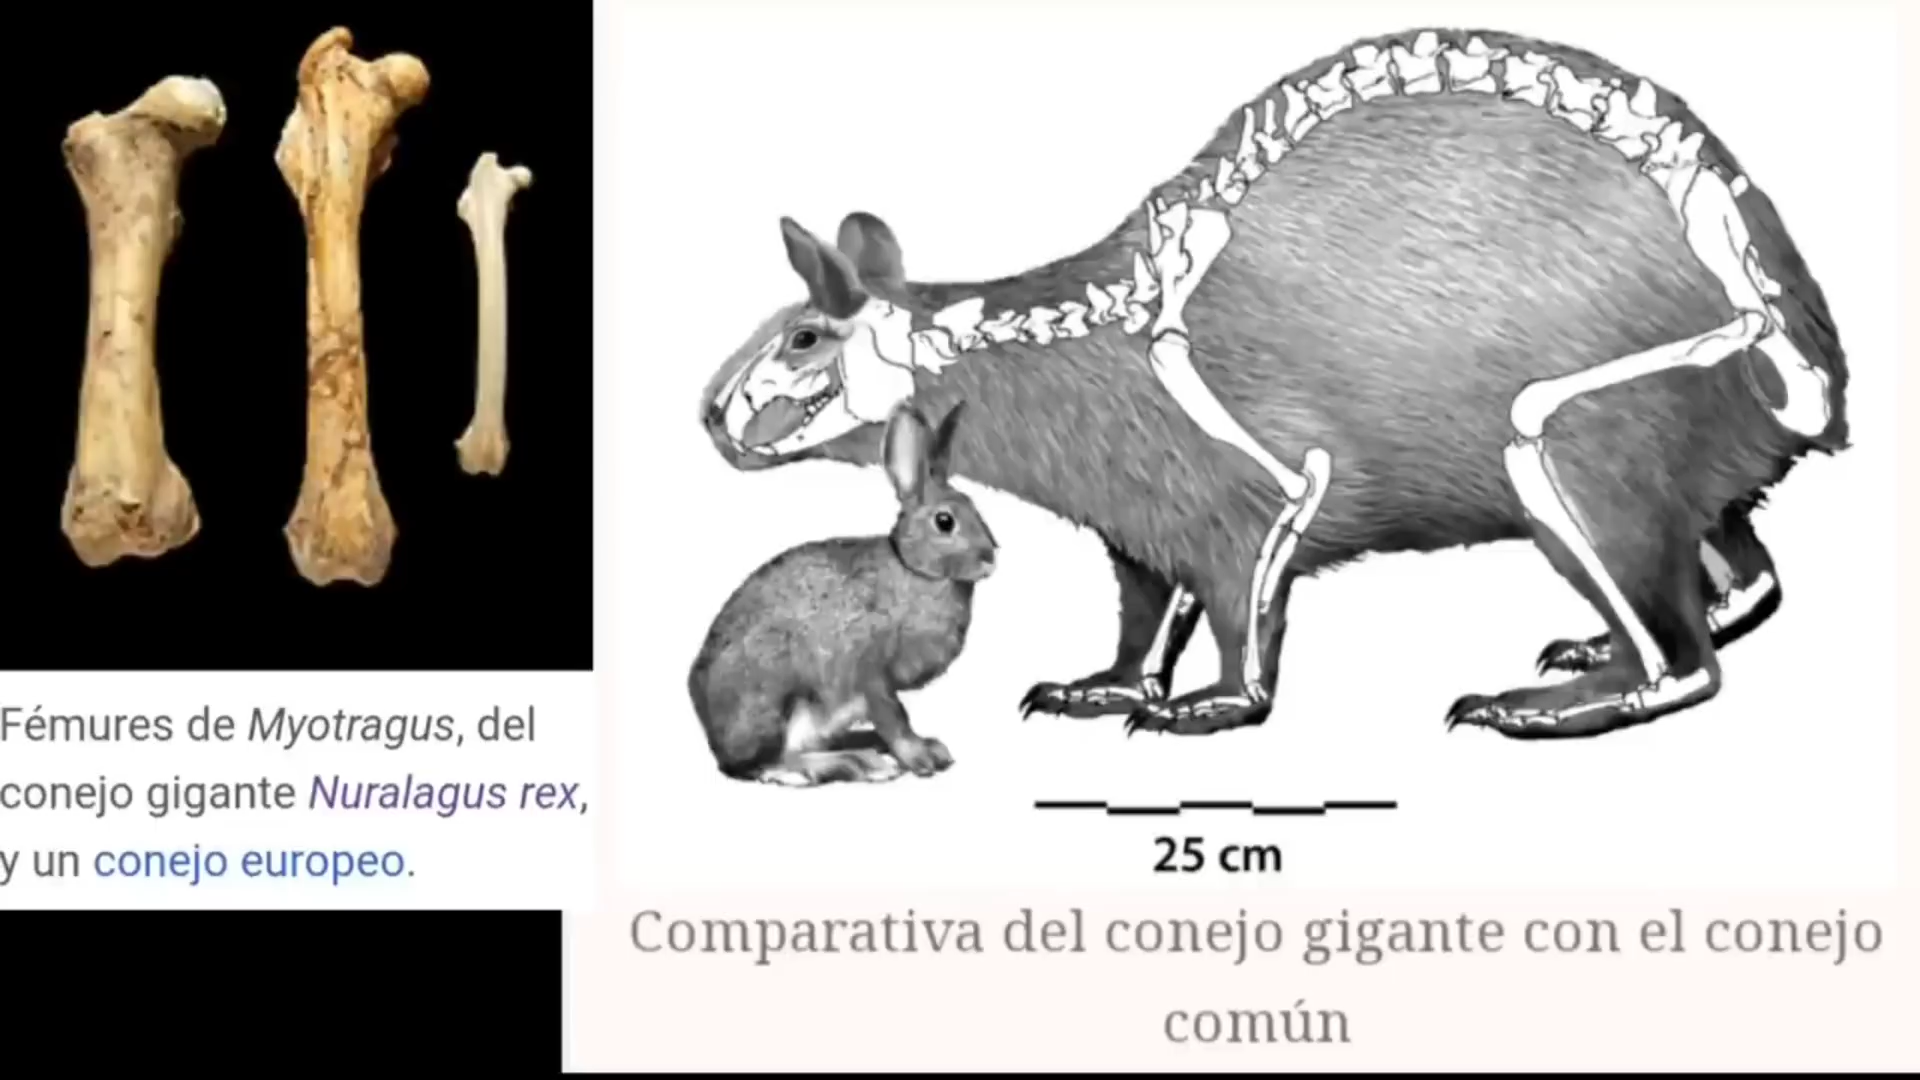 Fémures de Myotragus, del
conejo gigante Nuralagus rex,
y un conejo europeo.
25 cm
Comparativa del conejo gigante con el conejo
común